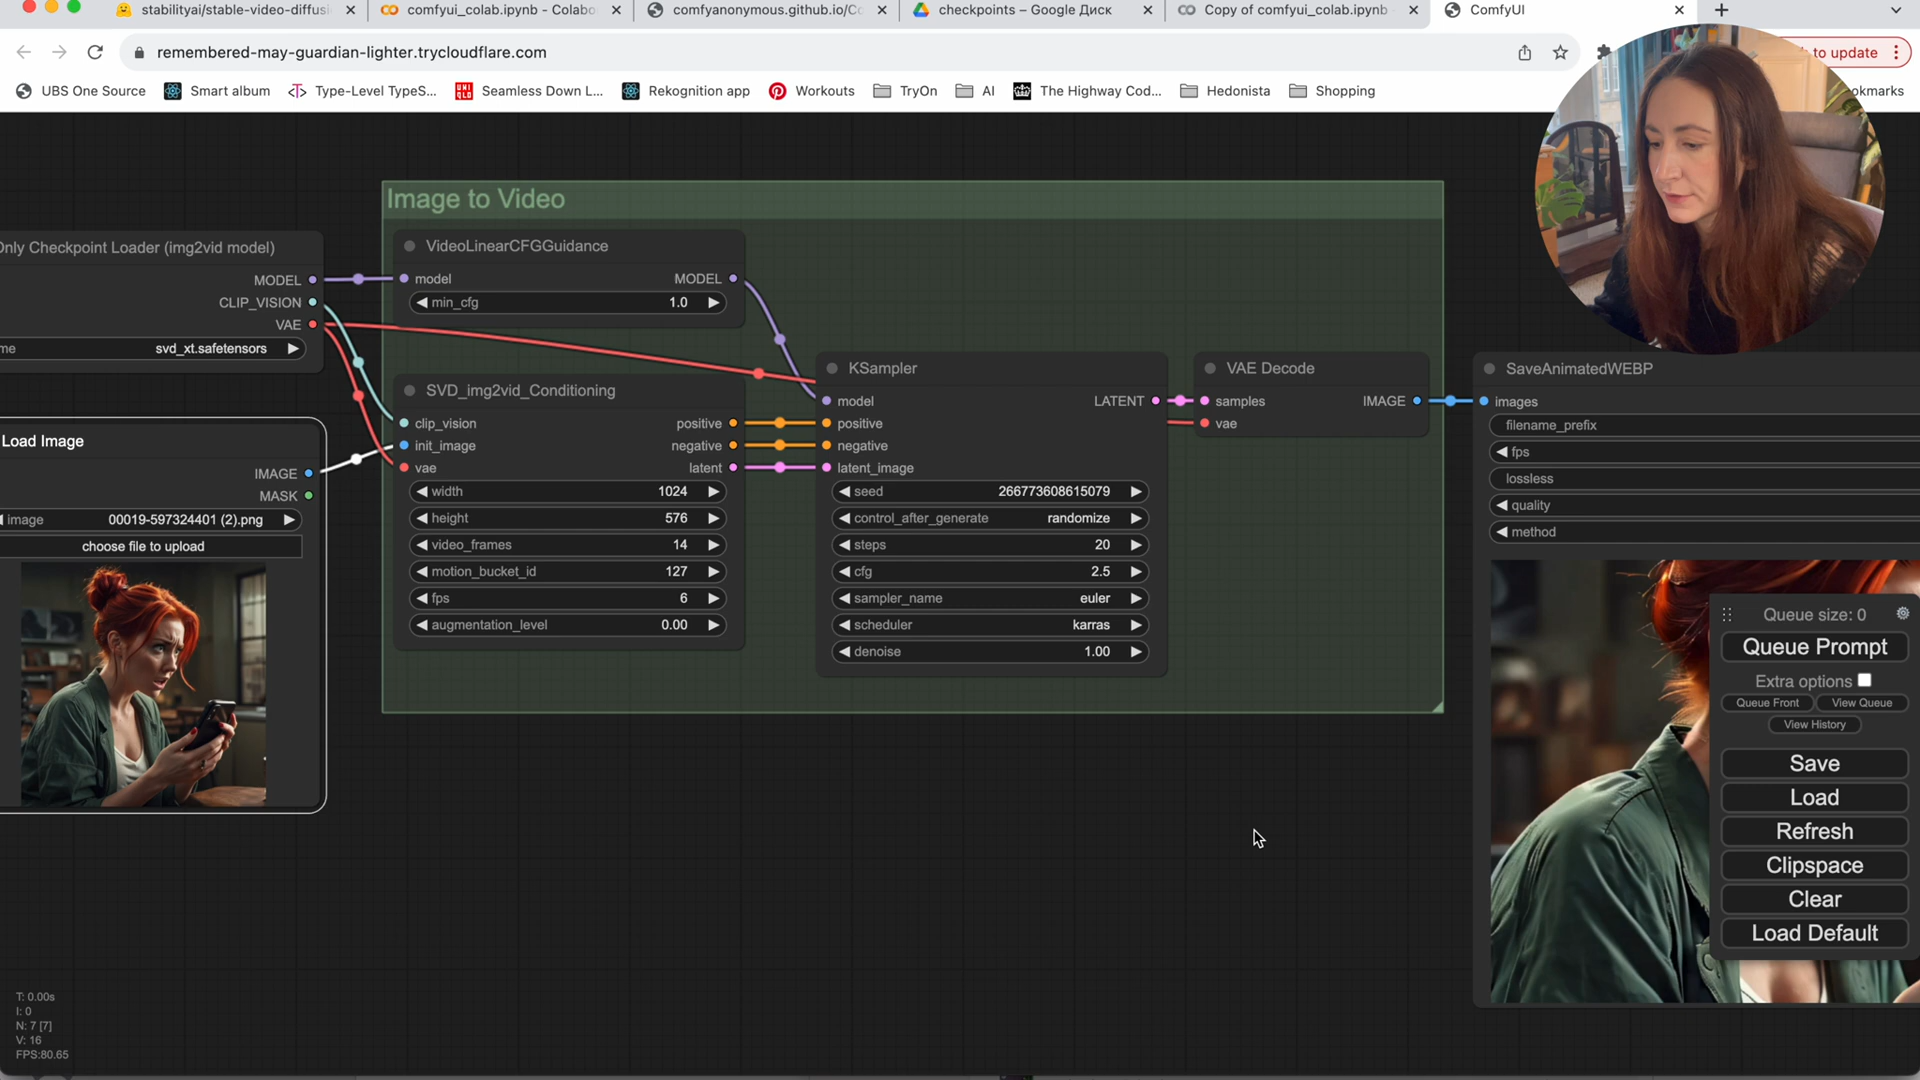 stabilityai/stable-video-diffusi
comfyui_colab.ipynb - Colabo
comfyanonymous.github.io/Co
checkpoints – Google Диск
Copy of comfyui_colab.ipynb
ComfyUI
remembered-may-guardian-lighter.trycloudflare.com
to update
UBS One Source
Smart album
Type-Level TypeS...
Seamless Down L...
Rekognition app
Workouts
TryOn
AI
The Highway Cod...
Hedonista
Shopping
okmarks
Image to Video
Only Checkpoint Loader (img2vid model)
MODEL
CLIP_VISION
VAE
me svd_xt.safetensors
VideoLinearCFGGuidance
model MODEL
min_cfg 1.0
Load Image
IMAGE
MASK
image 00019-597324401 (2).png
choose file to upload
SVD_img2vid_Conditioning
clip_vision positive
init_image negative
vae latent
width 1024
height 576
video_frames 14
motion_bucket_id 127
fps 6
augmentation_level 0.00
KSampler
model LATENT
positive
negative
latent_image
seed 266773608615079
control_after_generate randomize
steps 20
cfg 2.5
sampler_name euler
scheduler karras
denoise 1.00
VAE Decode
samples IMAGE
vae
SaveAnimatedWEBP
images
filename_prefix
fps
lossless
quality
method
Queue size: 0
Queue Prompt
Extra options
Queue Front View Queue
View History
Save
Load
Refresh
Clipspace
Clear
Load Default
T: 0.00s
I: 0
N: 7 [7]
V: 16
FPS:80.65